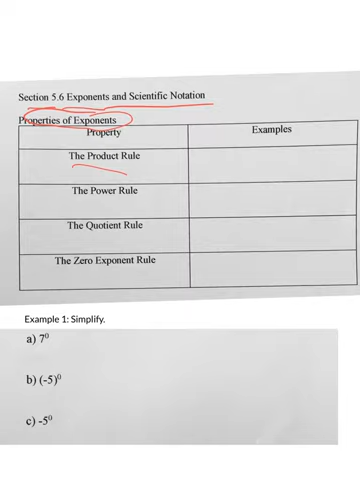 Section 5.6 Exponents and Scientific Notation
Properties of Exponents
Property Examples
The Product Rule
The Power Rule
The Quotient Rule
The Zero Exponent Rule
Example 1: Simplify.
a) 7⁰
b) (-5)⁰
c) -5⁰